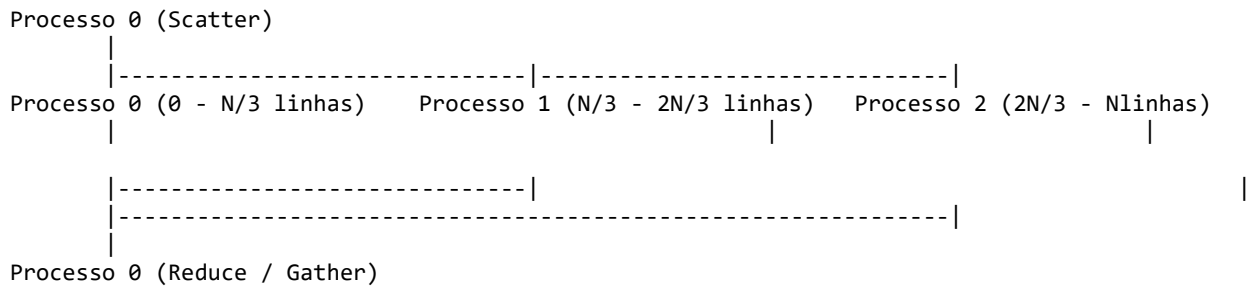 Processo 0 (Scatter)
|
|-------------------------------|-------------------------------|
Processo 0 (0 - N/3 linhas) Processo 1 (N/3 - 2N/3 linhas) Processo 2 (2N/3 - Nlinhas)
| | |
|-------------------------------| |
|---------------------------------------------------------------|
|
Processo 0 (Reduce / Gather)